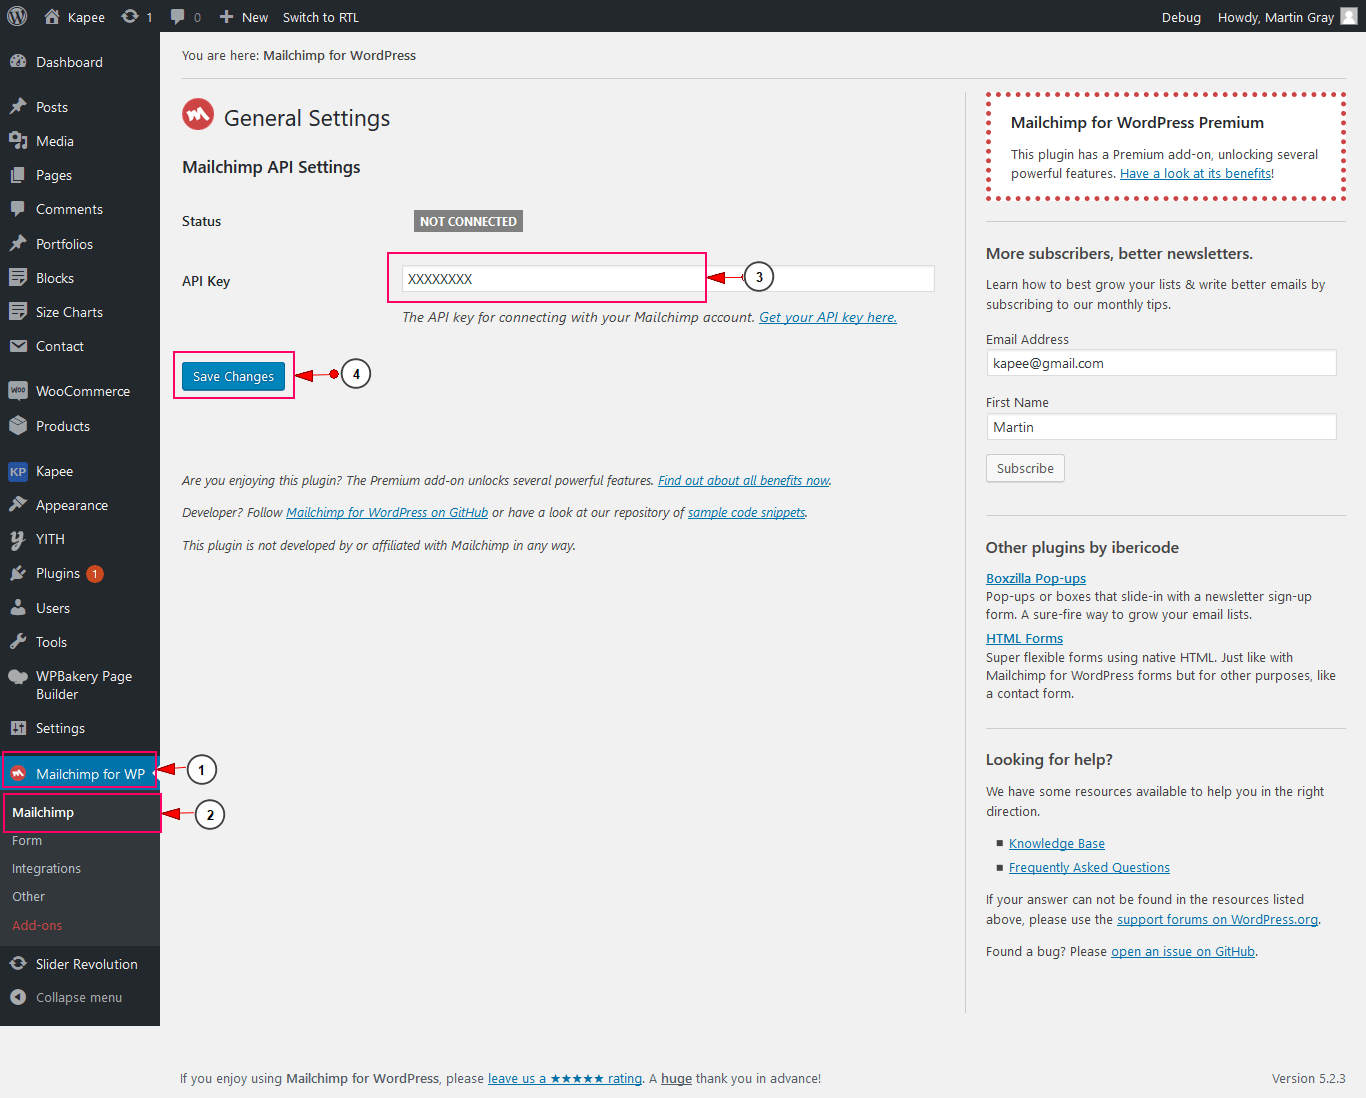 Kapee
1
0
New
Switch to RTL
Debug
Howdy, Martin Gray
Dashboard
Posts
Media
Pages
Comments
Portfolios
Blocks
Size Charts
Contact
WOO
WooCommerce
Products
KP
Kapee
Appearance
YITH
Plugins 1
Users
Tools
WPBakery Page
Builder
Settings
Mailchimp for WP
1
Mailchimp
2
Form
Integrations
Other
Add-ons
Slider Revolution
Collapse menu
You are here: Mailchimp for WordPress
General Settings
Mailchimp API Settings
Status
NOT CONNECTED
API Key
XXXXXXXX
3
The API key for connecting with your Mailchimp account. Get your API key here.
Save Changes
4
Are you enjoying this plugin? The Premium add-on unlocks several powerful features. Find out about all benefits now.
Developer? Follow Mailchimp for WordPress on GitHub or have a look at our repository of sample code snippets.
This plugin is not developed by or affiliated with Mailchimp in any way.
Mailchimp for WordPress Premium
This plugin has a Premium add-on, unlocking several
powerful features. Have a look at its benefits!
More subscribers, better newsletters.
Learn how to best grow your lists & write better emails by
subscribing to our monthly tips.
Email Address
kapee@gmail.com
First Name
Martin
Subscribe
Other plugins by ibericode
Boxzilla Pop-ups
Pop-ups or boxes that slide-in with a newsletter sign-up
form. A sure-fire way to grow your email lists.
HTML Forms
Super flexible forms using native HTML. Just like with
Mailchimp for WordPress forms but for other purposes, like
a contact form.
Looking for help?
We have some resources available to help you in the right
direction.
Knowledge Base
Frequently Asked Questions
If your answer can not be found in the resources listed
above, please use the support forums on WordPress.org.
Found a bug? Please open an issue on GitHub.
If you enjoy using Mailchimp for WordPress, please leave us a ★★★★★ rating. A huge thank you in advance!
Version 5.2.3